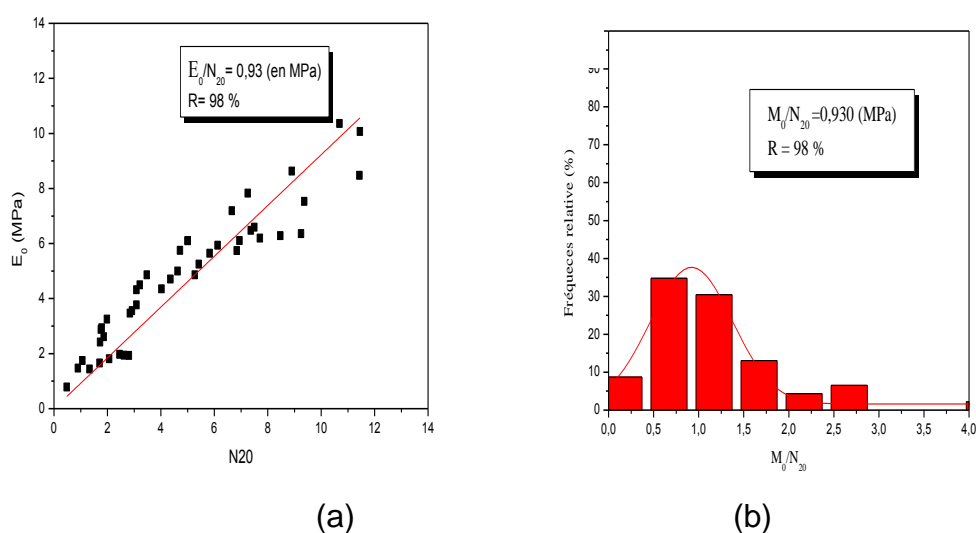 14
12
10
8
6
4
2
0
E₀ (MPa)
E₀/N₂₀= 0,93 (en MPa)
R= 98 %
0 2 4 6 8 10 12 14
N20
(a)
90
80
70
60
50
40
30
20
10
0
Fréqueces relative (%)
M₀/N₂₀=0,930 (MPa)
R = 98 %
0,0 0,5 1,0 1,5 2,0 2,5 3,0 3,5 4,0
M₀/N₂₀
(b)